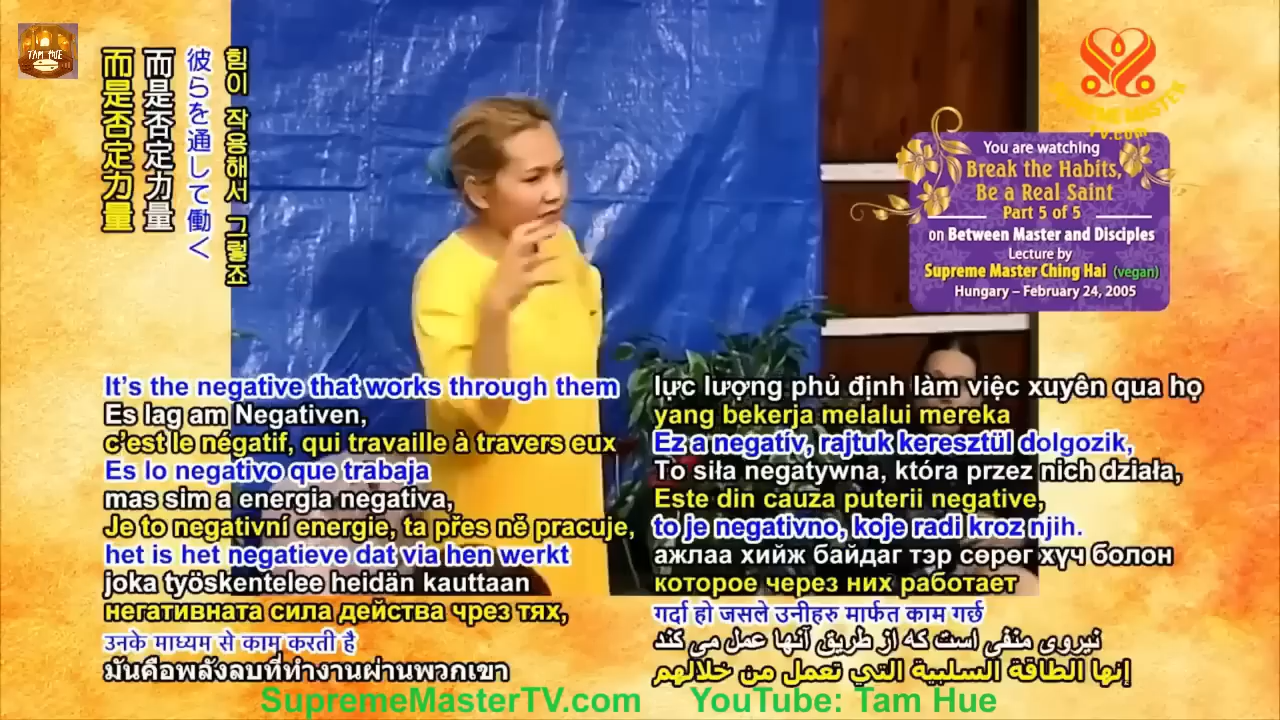 TAM HUE
而是否定力量
而是否定力量
彼らを通して働く
힘이 작용해서 그렇죠
SUPREME MASTER
TV.COM
You are watching
Break the Habits,
Be a Real Saint
Part 5 of 5
on Between Master and Disciples
Lecture by
Supreme Master Ching Hai (vegan)
Hungary – February 24, 2005
It's the negative that works through them
Es lag am Negativen,
c'est le négatif, qui travaille à travers eux
Es lo negativo que trabaja
mas sim a energia negativa,
Je to negativní energie, ta přes ně pracuje,
het is het negatieve dat via hen werkt
joka työskentelee heidän kauttaan
негативната сила действа чрез тях,
उनके माध्यम से काम करती है
มันคือพลังลบที่ทำงานผ่านพวกเขา
lực lượng phủ định làm việc xuyên qua họ
yang bekerja melalui mereka
Ez a negatív, rajtuk keresztül dolgozik,
To siła negatywna, która przez nich działa,
Este din cauza puterii negative,
to je negativno, koje radi kroz njih.
ажлаа хийж байдаг тэр сөрөг хүч болон
которое через них работает
गर्दा हो जसले उनीहरु मार्फत काम गर्छ
نیروی منفی است که از طریق آنها عمل می کند
إنها الطاقة السلبية التي تعمل من خلالهم
SupremeMasterTV.com YouTube: Tam Hue